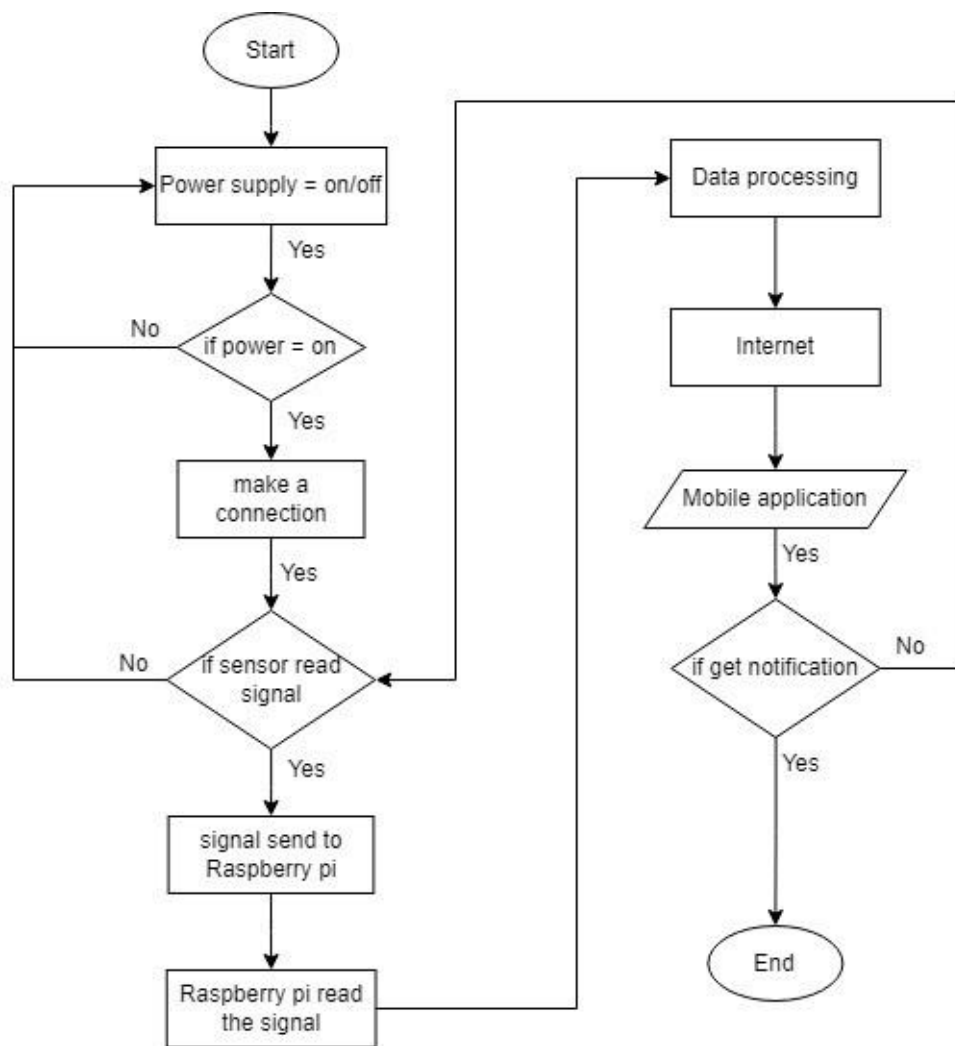 Start
Power supply = on/off
Yes
No
if power = on
Yes
make a
connection
Yes
No
if sensor read
signal
Yes
signal send to
Raspberry pi
Raspberry pi read
the signal
Data processing
Internet
Mobile application
Yes
if get notification
No
Yes
End